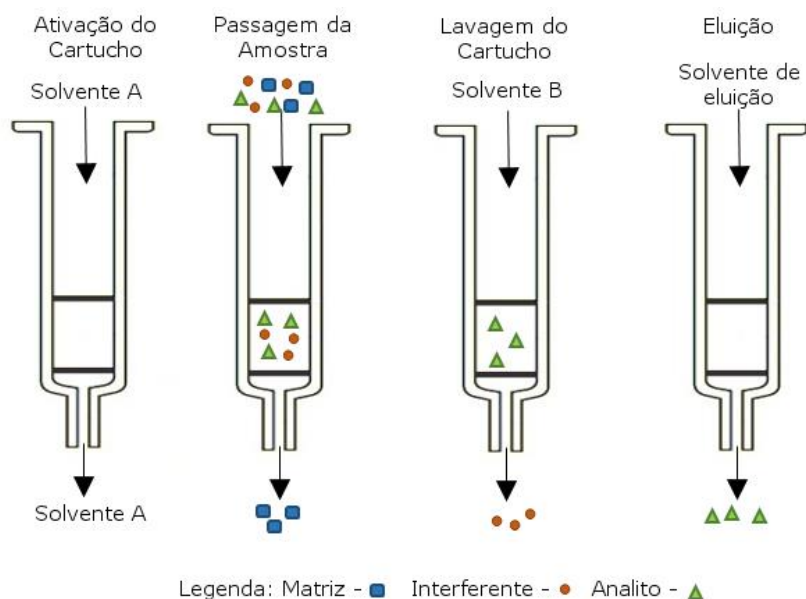 Ativação do
Cartucho
Solvente A
Solvente A
Passagem da
Amostra
Lavagem do
Cartucho
Solvente B
Eluição
Solvente de
eluição
Legenda: Matriz - Interferente - Analito -